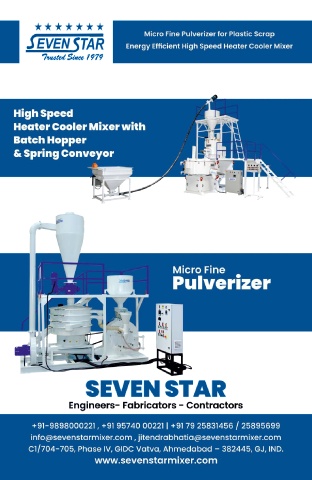 SEVEN STAR
Trusted Since 1979
Micro Fine Pulverizer for Plastic Scrap
Energy Efficient High Speed Heater Cooler Mixer
High Speed
Heater Cooler Mixer with
Batch Hopper
& Spring Conveyor
Micro Fine
Pulverizer
SEVEN STAR
Engineers- Fabricators - Contractors
+91-9898000221 , +91 95740 00221 | +91 79 25831456 / 25895699
info@sevenstarmixer.com , jitendrabhatia@sevenstarmixer.com
C1/704-705, Phase IV, GIDC Vatva, Ahmedabad – 382445, GJ, IND.
www.sevenstarmixer.com